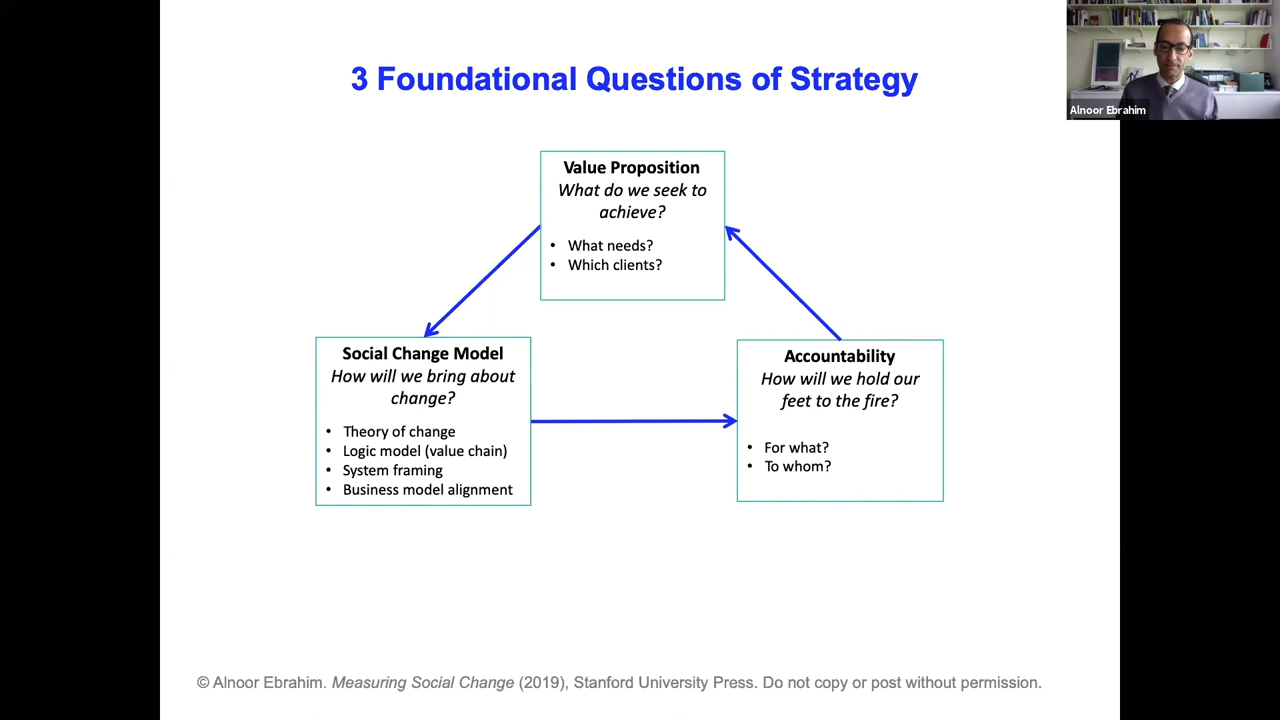 3 Foundational Questions of Strategy
Alnoor Ebrahim
Value Proposition
What do we seek to
achieve?
• What needs?
• Which clients?
Social Change Model
How will we bring about
change?
• Theory of change
• Logic model (value chain)
• System framing
• Business model alignment
Accountability
How will we hold our
feet to the fire?
• For what?
• To whom?
© Alnoor Ebrahim. Measuring Social Change (2019), Stanford University Press. Do not copy or post without permission.